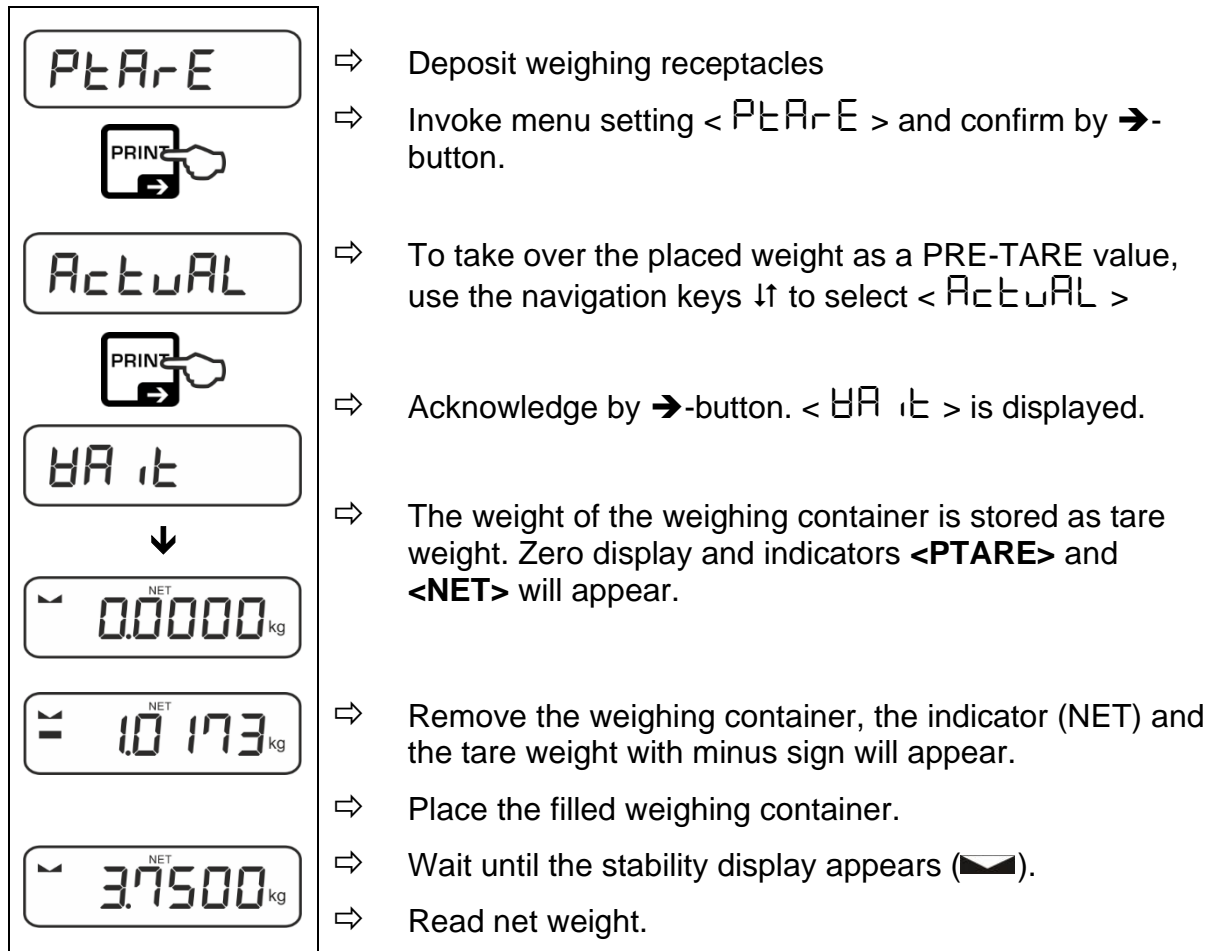 PtArE
⇨ Deposit weighing receptacles
⇨ Invoke menu setting < PtArE > and confirm by ➔-
button.
PRINT
ActuAL
⇨ To take over the placed weight as a PRE-TARE value,
use the navigation keys ↓↑ to select < ActuAL >
PRINT
⇨ Acknowledge by ➔-button. < WAit > is displayed.
WAit
⇨ The weight of the weighing container is stored as tare
weight. Zero display and indicators <PTARE> and
<NET> will appear.
NET
0.0000 kg
NET
- 1.0173 kg
⇨ Remove the weighing container, the indicator (NET) and
the tare weight with minus sign will appear.
⇨ Place the filled weighing container.
NET
3.7500 kg
⇨ Wait until the stability display appears ( ).
⇨ Read net weight.